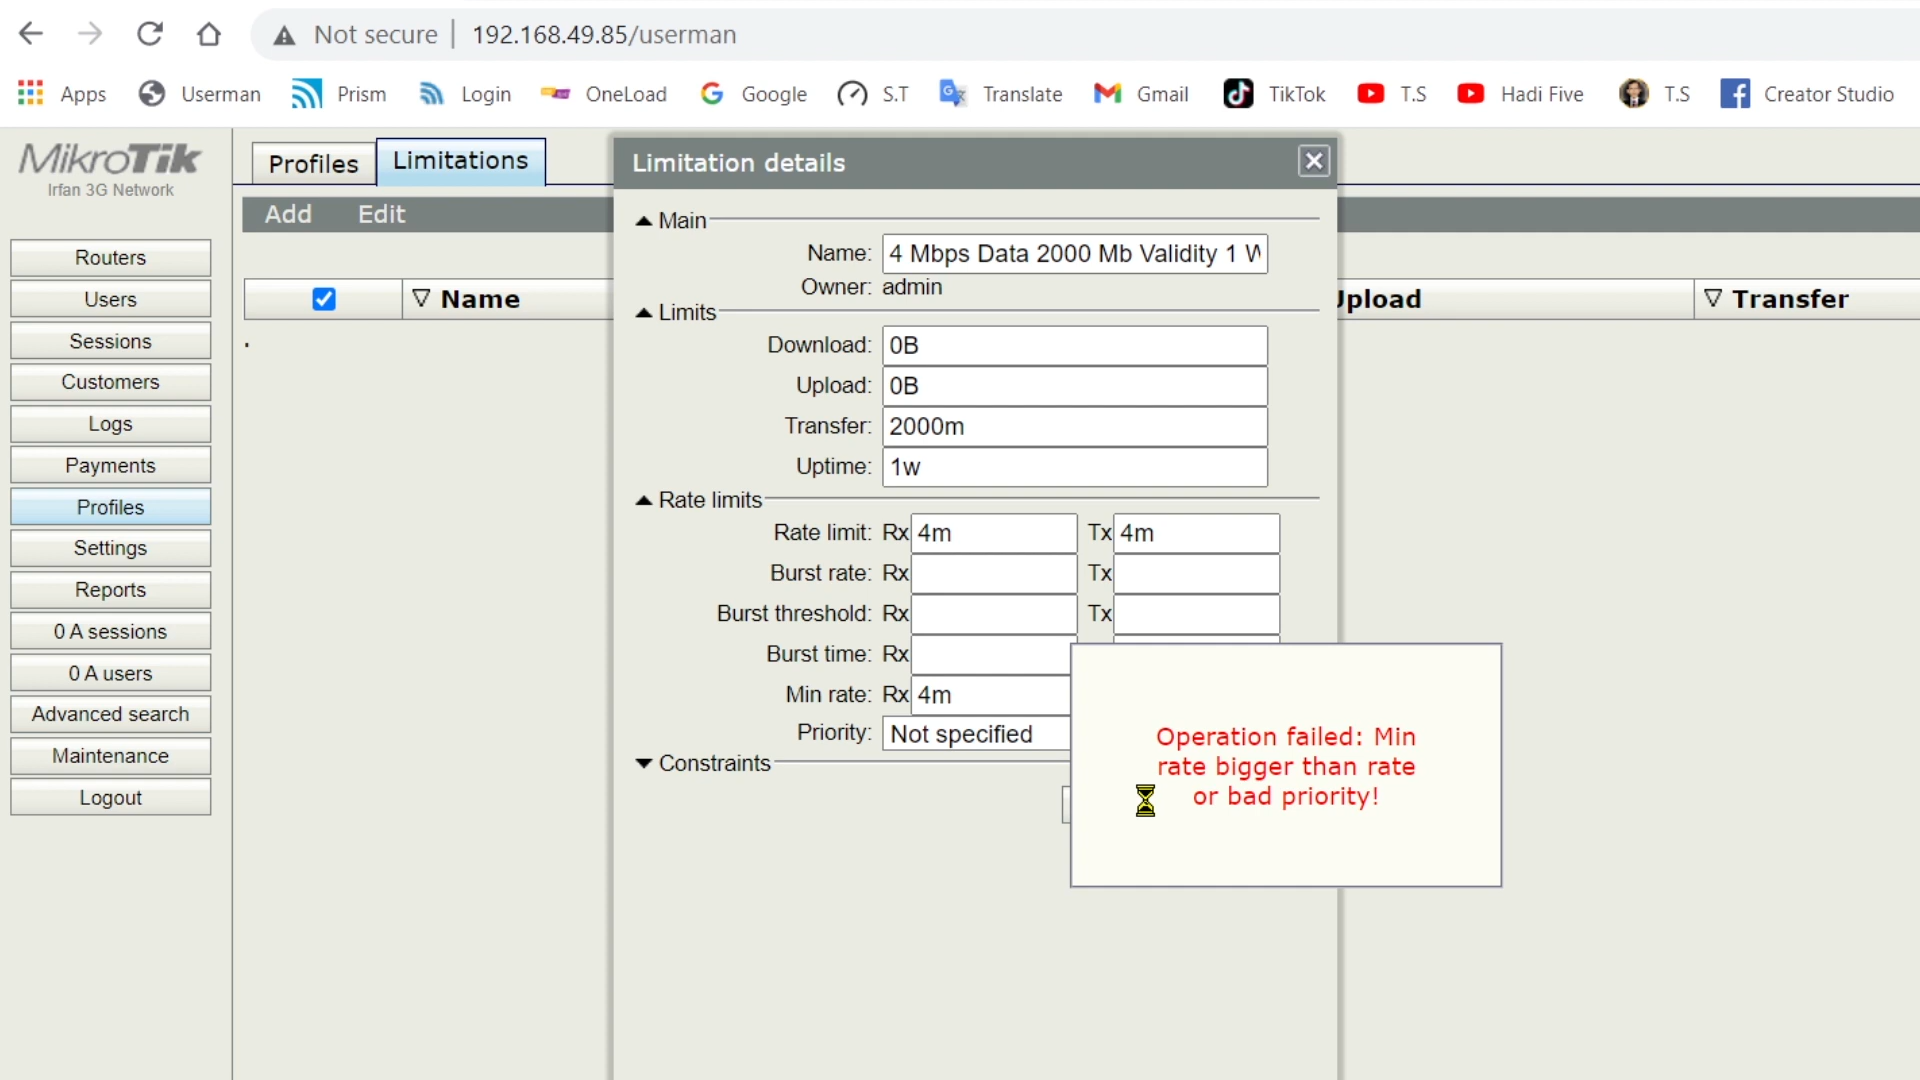 Not secure | 192.168.49.85/userman
Apps Userman Prism Login OneLoad Google S.T Translate Gmail TikTok T.S Hadi Five T.S Creator Studio
MikroTik
Irfan 3G Network
Profiles Limitations
Limitation details
Add Edit
Name
Upload
Transfer
Routers
Users
Sessions
Customers
Logs
Payments
Profiles
Settings
Reports
0 A sessions
0 A users
Advanced search
Maintenance
Logout
Main
Name: 4 Mbps Data 2000 Mb Validity 1 W
Owner: admin
Limits
Download: 0B
Upload: 0B
Transfer: 2000m
Uptime: 1w
Rate limits
Rate limit: Rx 4m Tx 4m
Burst rate: Rx Tx
Burst threshold: Rx Tx
Burst time: Rx
Min rate: Rx 4m
Priority: Not specified
Constraints
Operation failed: Min
rate bigger than rate
or bad priority!